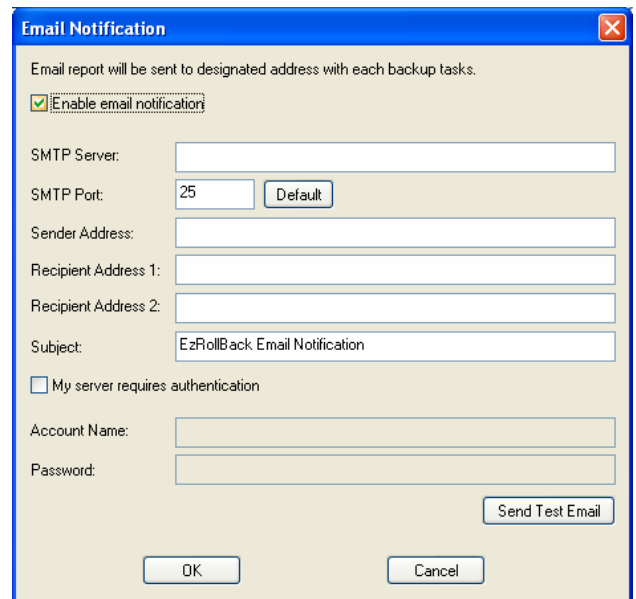 Email Notification
Email report will be sent to designated address with each backup tasks.
Enable email notification
SMTP Server:
SMTP Port: 25 Default
Sender Address:
Recipient Address 1:
Recipient Address 2:
Subject: EzRollBack Email Notification
My server requires authentication
Account Name:
Password:
Send Test Email
OK Cancel